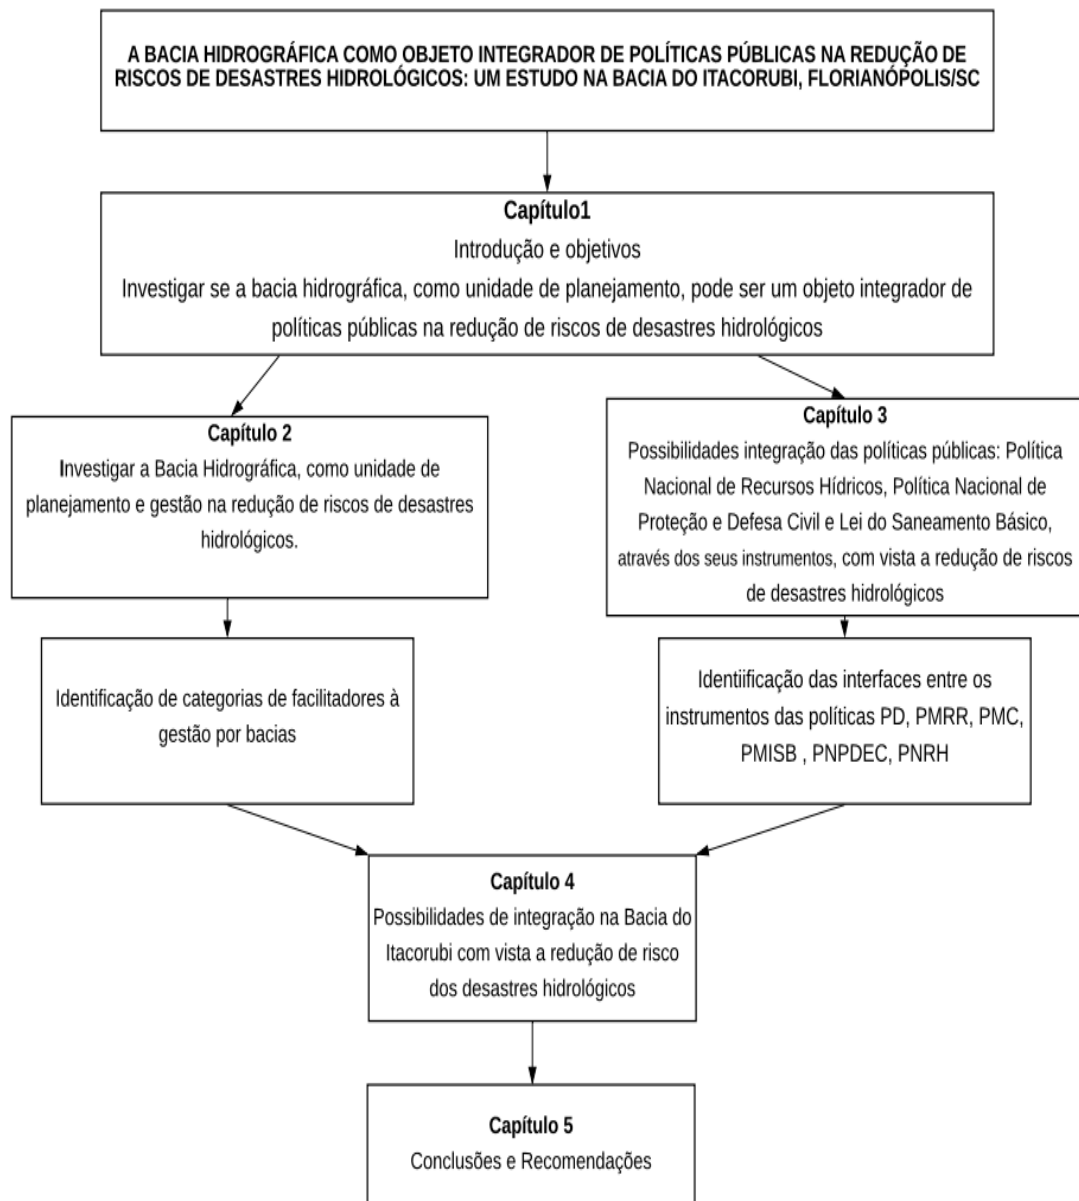 A BACIA HIDROGRÁFICA COMO OBJETO INTEGRADOR DE POLÍTICAS PÚBLICAS NA REDUÇÃO DE
RISCOS DE DESASTRES HIDROLÓGICOS: UM ESTUDO NA BACIA DO ITACORUBI, FLORIANÓPOLIS/SC
Capítulo1
Introdução e objetivos
Investigar se a bacia hidrográfica, como unidade de planejamento, pode ser um objeto integrador de
políticas públicas na redução de riscos de desastres hidrológicos
Capítulo 2
Investigar a Bacia Hidrográfica, como unidade de
planejamento e gestão na redução de riscos de desastres
hidrológicos.
Capítulo 3
Possibilidades integração das políticas públicas: Política
Nacional de Recursos Hídricos, Política Nacional de
Proteção e Defesa Civil e Lei do Saneamento Básico,
através dos seus instrumentos, com vista a redução de riscos
de desastres hidrológicos
Identificação de categorias de facilitadores à
gestão por bacias
Identiificação das interfaces entre os
instrumentos das políticas PD, PMRR, PMC,
PMISB , PNPDEC, PNRH
Capítulo 4
Possibilidades de integração na Bacia do
Itacorubi com vista a redução de risco
dos desastres hidrológicos
Capítulo 5
Conclusões e Recomendações